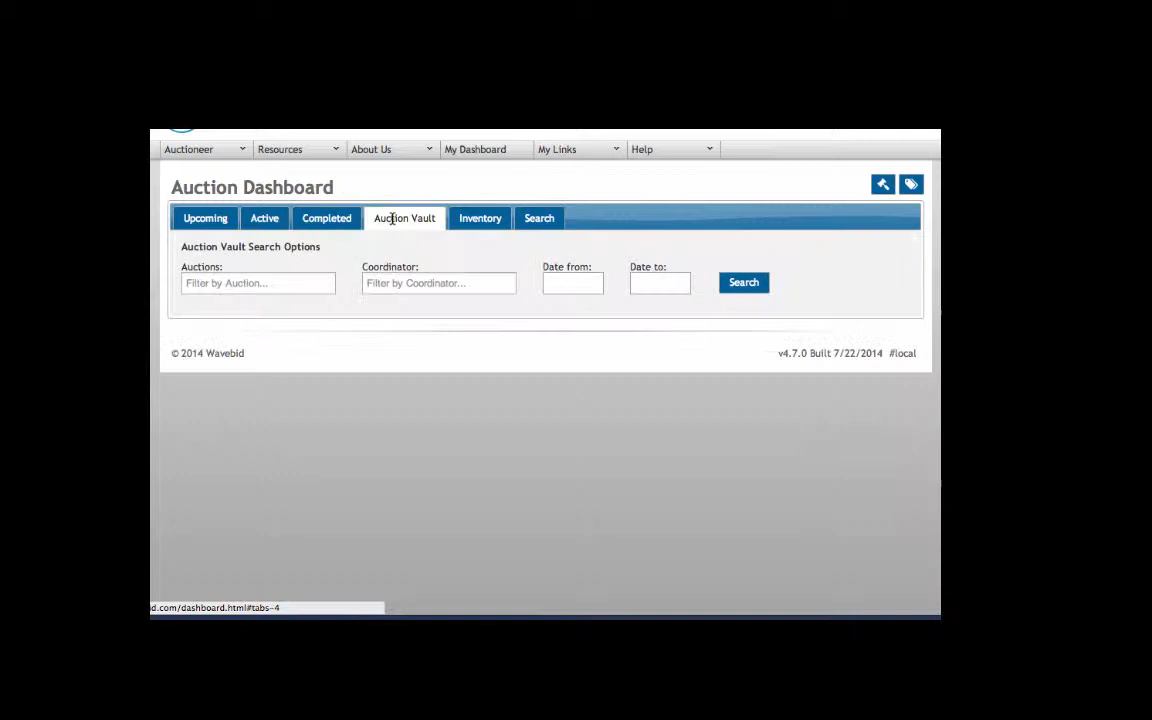 Auctioneer Resources About Us My Dashboard My Links Help
Auction Dashboard
Upcoming Active Completed Auction Vault Inventory Search
Auction Vault Search Options
Auctions: Coordinator: Date from: Date to:
Filter by Auction... Filter by Coordinator... Search
© 2014 Wavebid v4.7.0 Built 7/22/2014 #local
d.com/dashboard.html#tabs-4